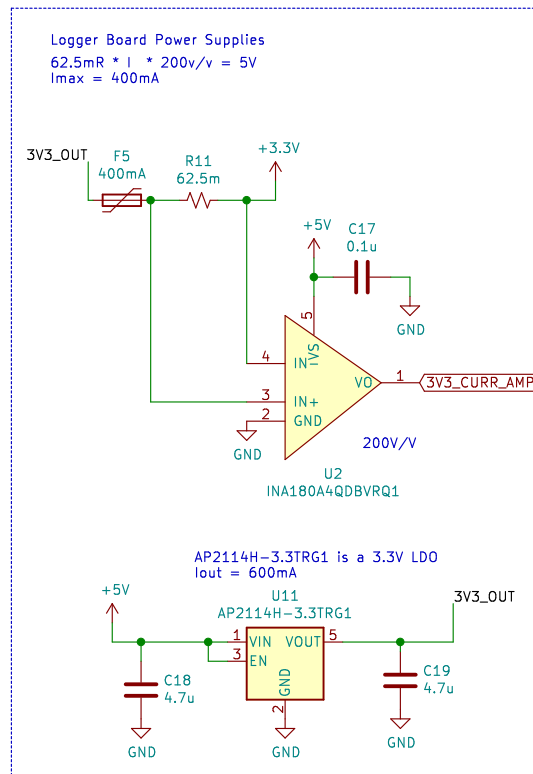 Logger Board Power Supplies
62.5mR * I * 200v/v = 5V
Imax = 400mA
3V3_OUT
F5
400mA
R11
62.5m
+3.3V
+5V
C17
0.1u
GND
5
VS
4
IN-
3
IN+
2
GND
VO
1
3V3_CURR_AMP
GND
200V/V
U2
INA180A4QDBVRQ1
AP2114H-3.3TRG1 is a 3.3V LDO
Iout = 600mA
+5V
U11
AP2114H-3.3TRG1
3V3_OUT
1
VIN
VOUT
5
3
EN
GND
2
C18
4.7u
C19
4.7u
GND
GND
GND